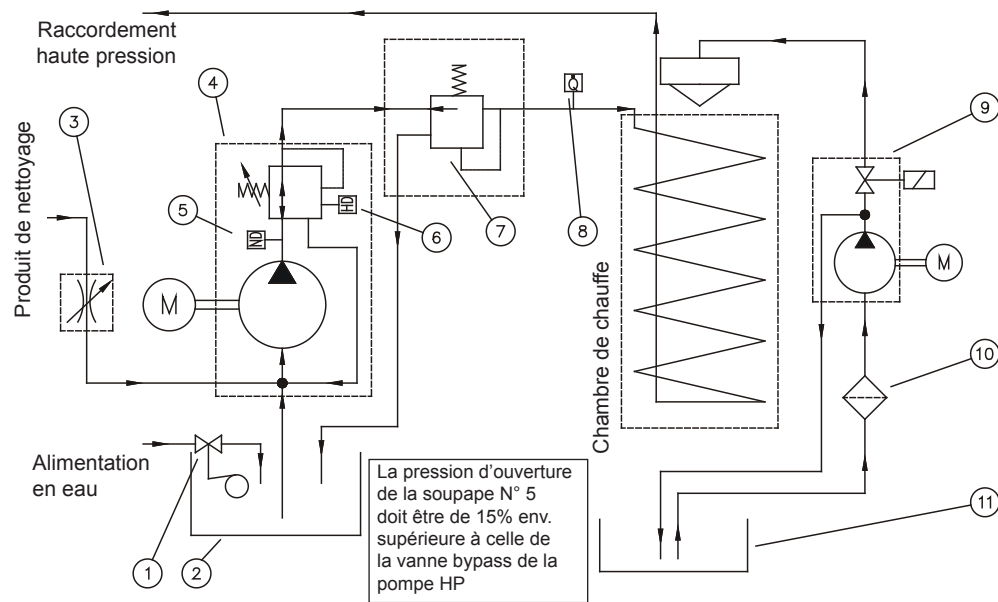 Raccordement
haute pression
Produit de nettoyage
3
4
5
ND
HD
6
M
7
Q
8
Chambre de chauffe
9
M
10
11
Alimentation
en eau
1
2
La pression d'ouverture
de la soupape N° 5
doit être de 15% env.
supérieure à celle de
la vanne bypass de la
pompe HP